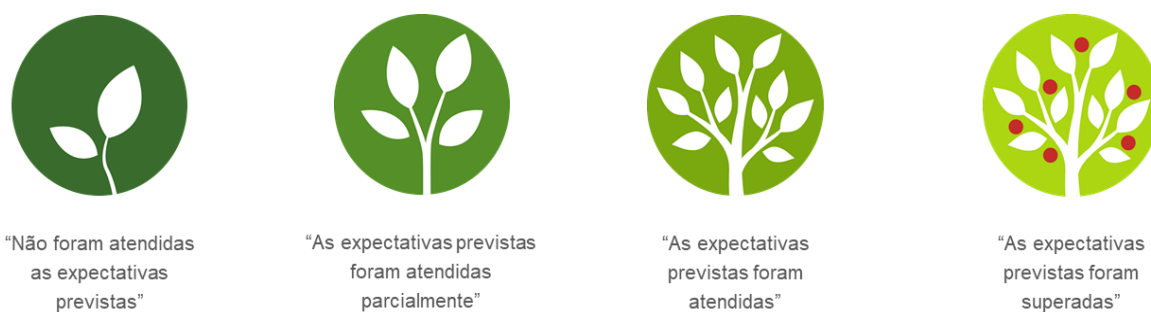 “Não foram atendidas
as expectativas
previstas”
“As expectativas previstas
foram atendidas
parcialmente”
“As expectativas
previstas foram
atendidas”
“As expectativas
previstas foram
superadas”